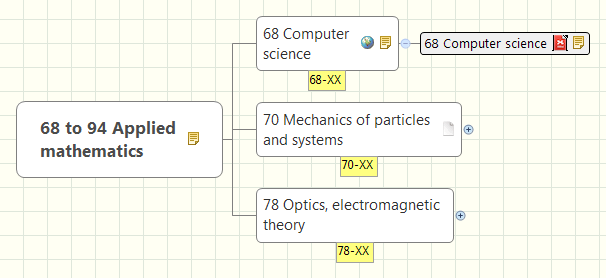 68 Computer
science
68-XX
68 Computer science
68 to 94 Applied
mathematics
70 Mechanics of particles
and systems
70-XX
78 Optics, electromagnetic
theory
78-XX